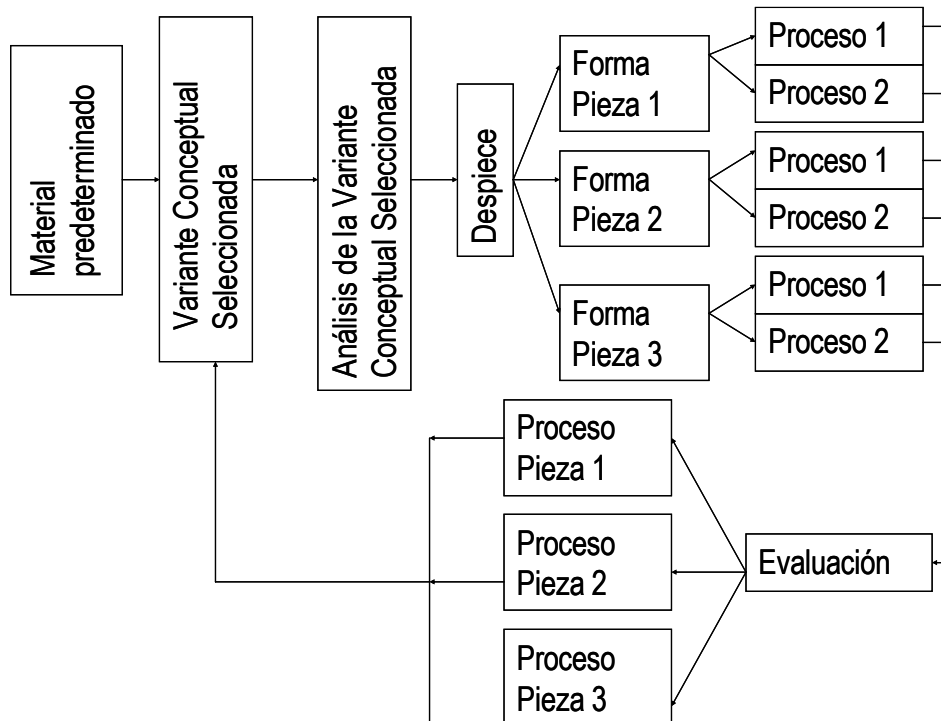 Material
predeterminado
Variante Conceptual
Seleccionada
Análisis de la Variante
Conceptual Seleccionada
Despiece
Forma
Pieza 1
Proceso 1
Proceso 2
Forma
Pieza 2
Proceso 1
Proceso 2
Forma
Pieza 3
Proceso 1
Proceso 2
Proceso
Pieza 1
Proceso
Pieza 2
Proceso
Pieza 3
Evaluación